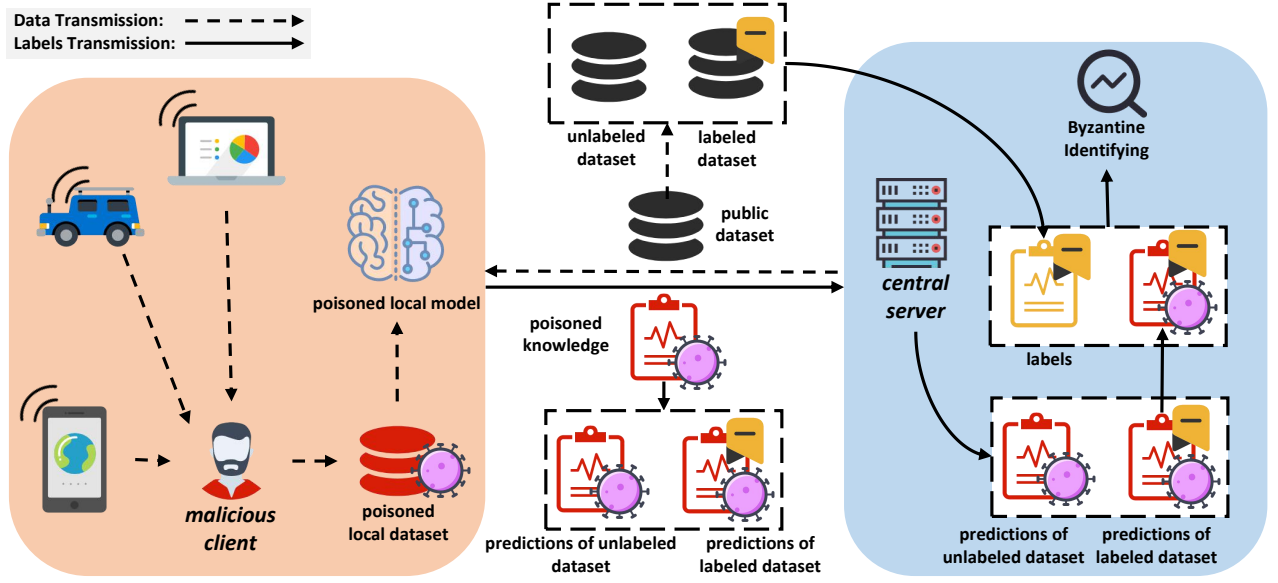 Data Transmission:
Labels Transmission:
poisoned local model
malicious
client
poisoned
local dataset
unlabeled
dataset
labeled
dataset
public
dataset
poisoned
knowledge
predictions of unlabeled
dataset
predictions of
labeled dataset
Byzantine
Identifying
central
server
labels
predictions of
unlabeled dataset
predictions of
labeled dataset